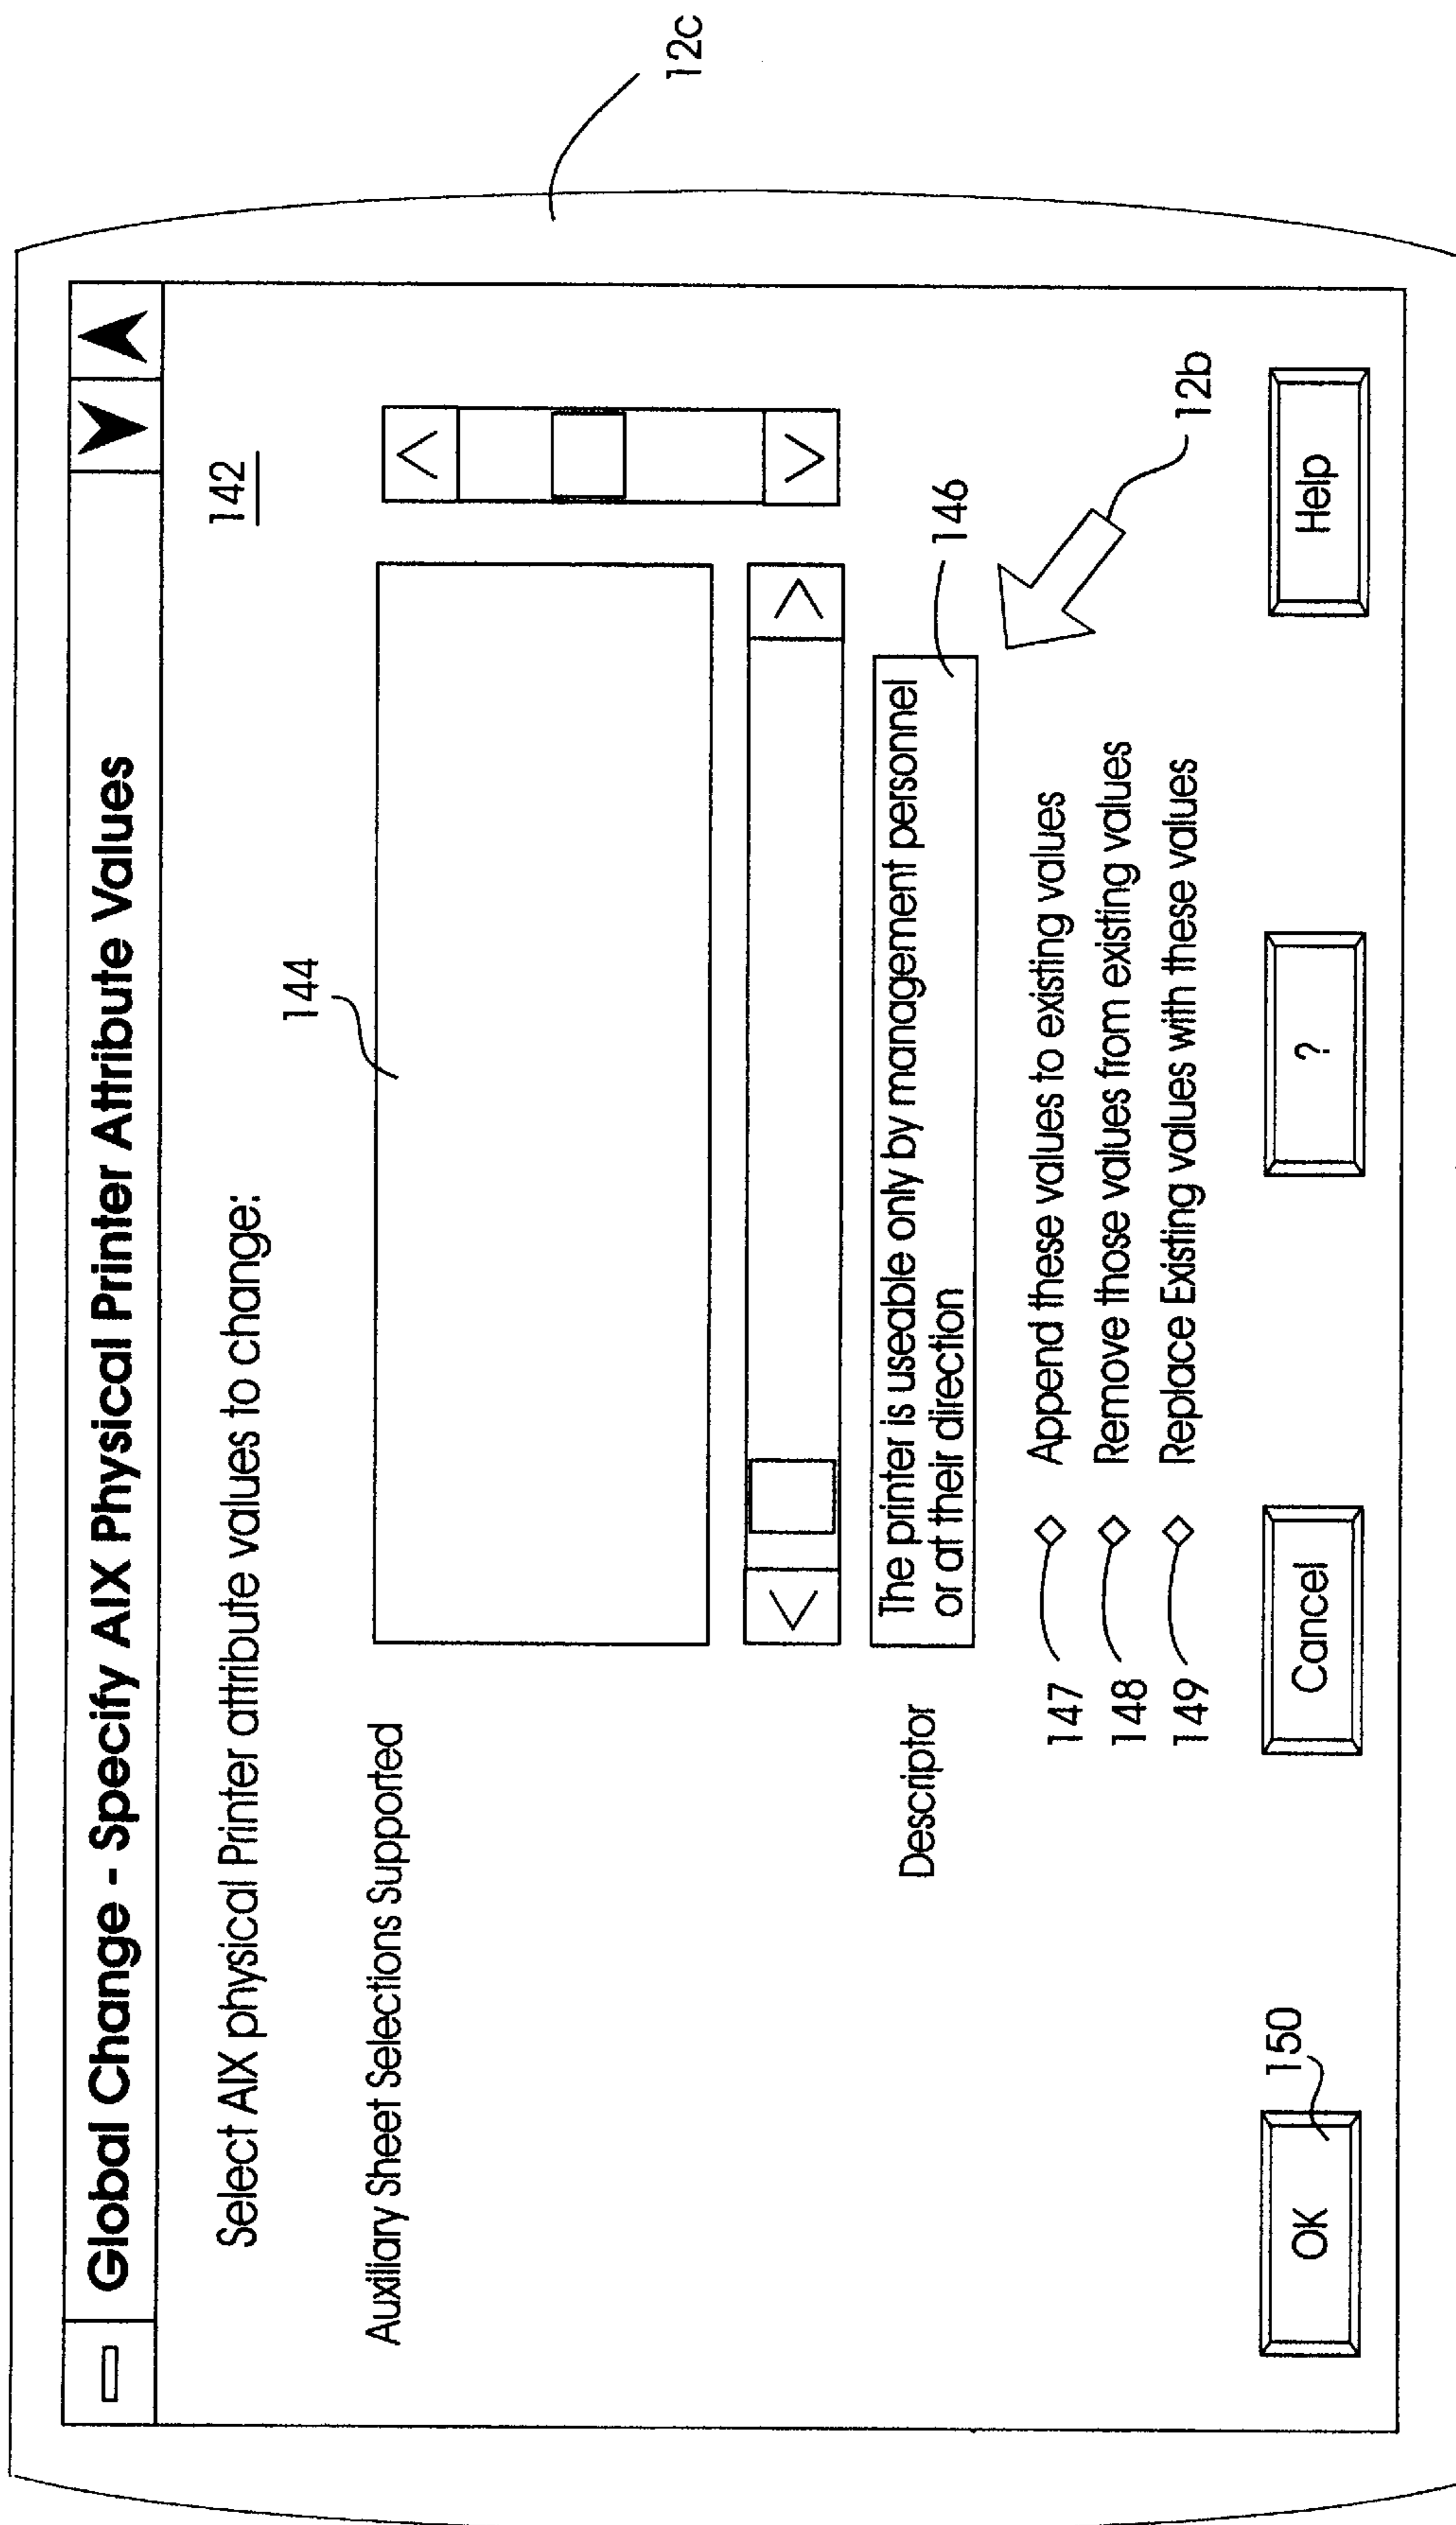 12c
Global Change - Specify AIX Physical Printer Attribute Values
Select AIX physical Printer attribute values to change:
142
144
Auxiliary Sheet Selections Supported
146
Descriptor
The printer is useable only by management personnel
or at their direction
12b
147
Append these values to existing values
148
Remove those values from existing values
149
Replace Existing values with these values
150
OK
Cancel
?
Help